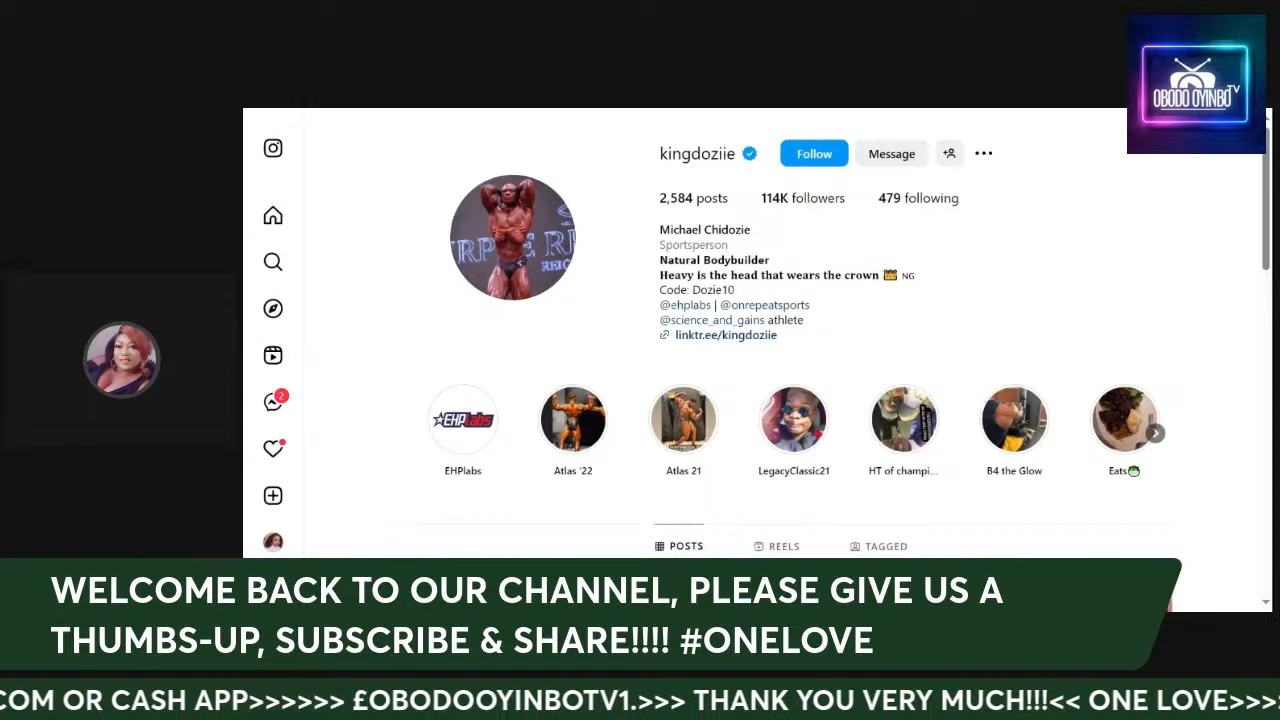 OBODO OYINBO TV
kingdoziie
Follow
Message
2,584 posts
114K followers
479 following
Michael Chidozie
Sportsperson
Natural Bodybuilder
Heavy is the head that wears the crown 👑 NG
Code: Dozie10
@ehplabs | @onrepeatsports
@science_and_gains athlete
linktr.ee/kingdoziie
2
EHPlabs
EHPlabs
Atlas '22
Atlas 21
LegacyClassic21
HT of champi...
B4 the Glow
Eats
POSTS
REELS
TAGGED
WELCOME BACK TO OUR CHANNEL, PLEASE GIVE US A
THUMBS-UP, SUBSCRIBE & SHARE!!!! #ONELOVE
COM OR CASH APP>>>>>> £OBODOOYINBOTV1.>>> THANK YOU VERY MUCH!!!<< ONE LOVE>>>